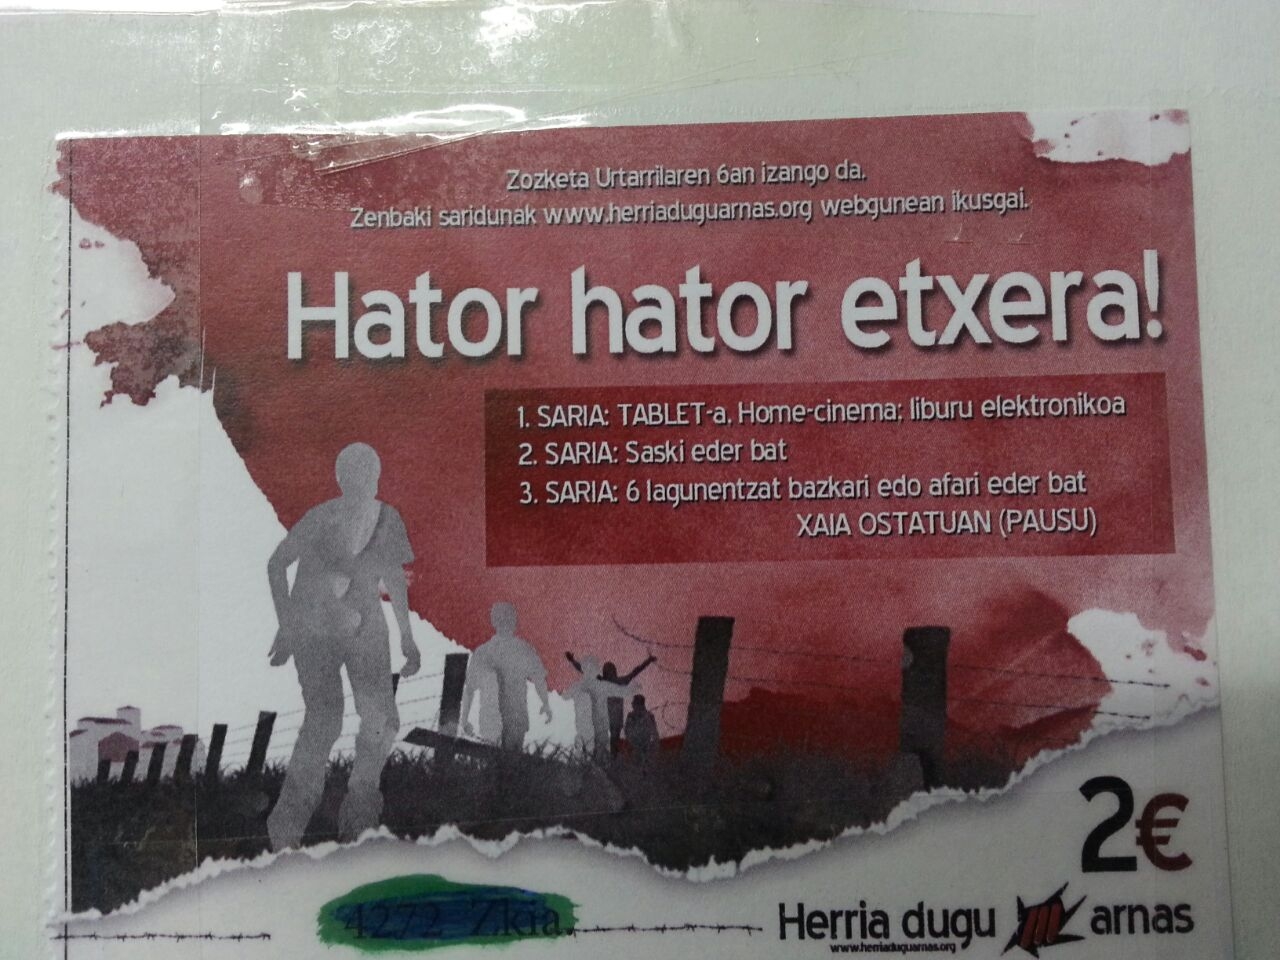 Zozketa Urtarrilaren 6an izango da.
Zenbaki saridunak www.herriaduguarnas.org webgunean ikusgai.
Hator hator etxera!
1. SARIA: TABLET-a, Home-cinema; liburu elektronikoa
2. SARIA: Saski eder bat
3. SARIA: 6 lagunentzat bazkari edo afari eder bat
XAIA OSTATUAN (PAUSU)
2€
4272 Zkia.
Herria dugu arnas
www.herriaduguarnas.org